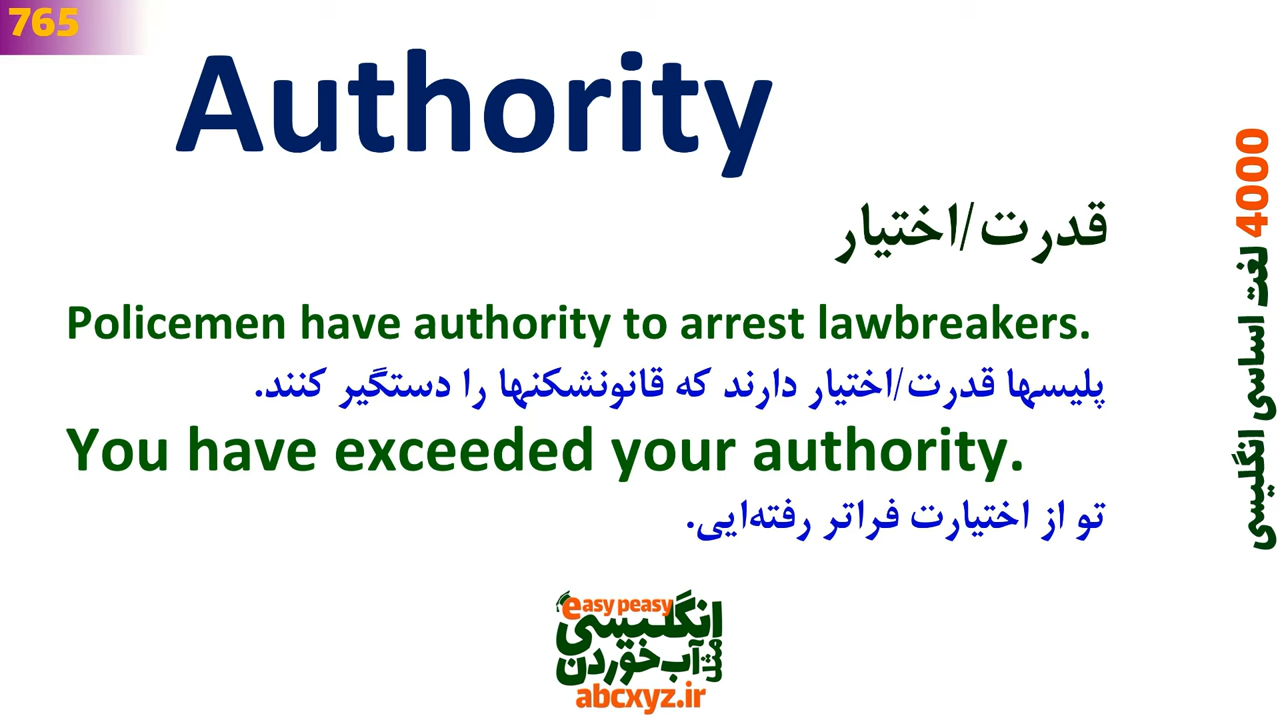 765
Authority
قدرت/اختیار
Policemen have authority to arrest lawbreakers.
پلیسها قدرت/اختیار دارند که قانونشکنها را دستگیر کنند.
You have exceeded your authority.
تو از اختیارت فراتر رفته‌ایی.
4000 لغت اساسی انگلیسی
easy peasy
انگلیسی
مثل آب خوردن
abcxyz.ir